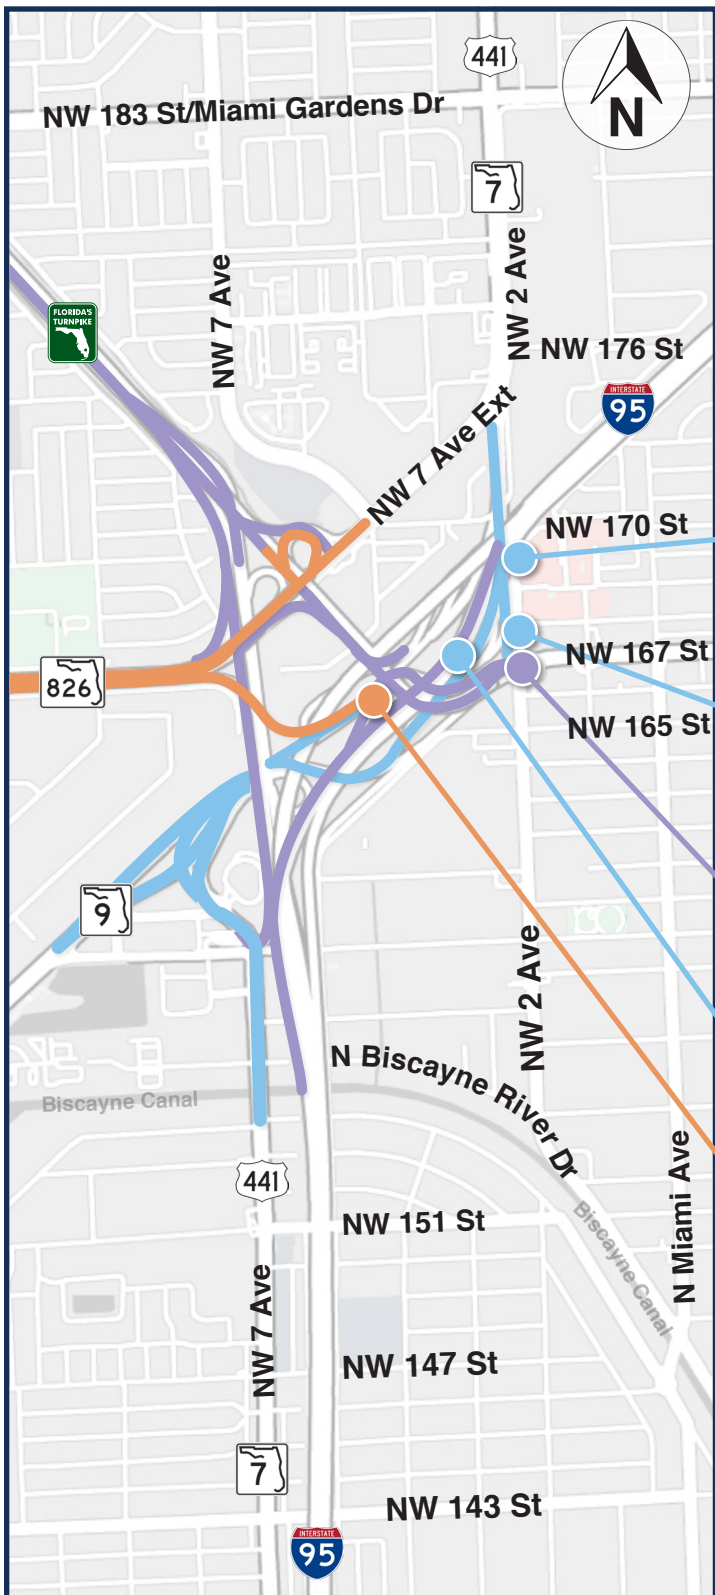 441
N
NW 183 St/Miami Gardens Dr
7
NW 7 Ave
NW 2 Ave
FLORIDA'S
TURNPIKE
NW 176 St
INTERSTATE
95
NW 7 Ave Ext
NW 170 St
NW 167 St
826
NW 165 St
9
NW 2 Ave
N Biscayne River Dr
Biscayne Canal
441
N Miami Ave
NW 151 St
Biscayne Canal
NW 7 Ave
NW 147 St
7
NW 143 St
INTERSTATE
95